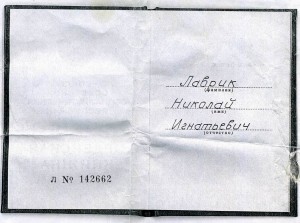 Л № 142662
Лаврик
(фамилия)
Николай
(имя)
Игнатьевич
(отчество)